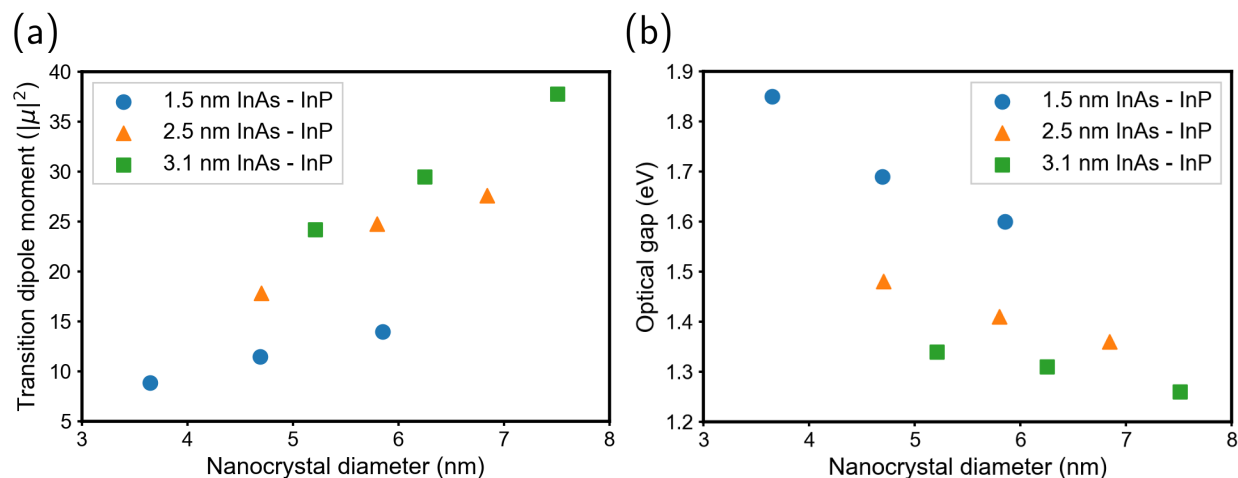 (a)
Transition dipole moment (|μ|²)
40
35
30
25
20
15
10
5
1.5 nm InAs - InP
2.5 nm InAs - InP
3.1 nm InAs - InP
3 4 5 6 7 8
Nanocrystal diameter (nm)
(b)
Optical gap (eV)
1.9
1.8
1.7
1.6
1.5
1.4
1.3
1.2
1.5 nm InAs - InP
2.5 nm InAs - InP
3.1 nm InAs - InP
3 4 5 6 7 8
Nanocrystal diameter (nm)